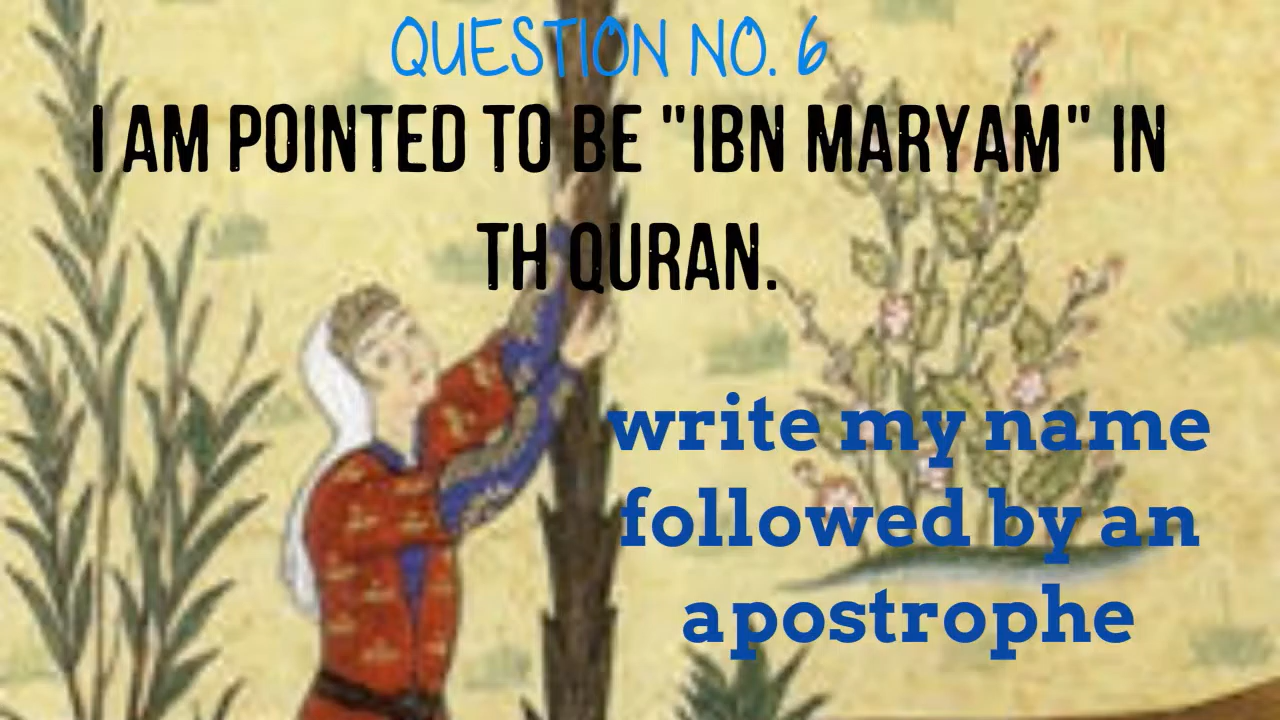 QUESTION NO. 6
I AM POINTED TO BE "IBN MARYAM" IN
TH QURAN.
write my name
followed by an
apostrophe